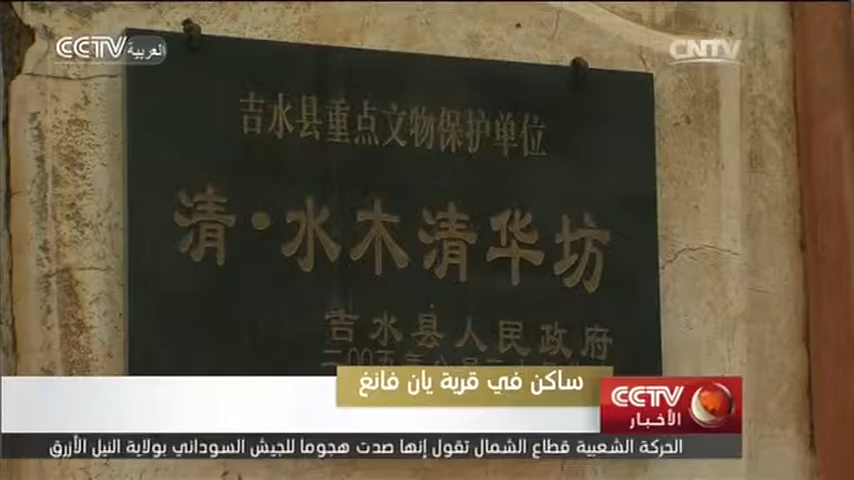 CCTV العربية
CNTV
吉水县重点文物保护单位
清·水木清华坊
吉水县人民政府
ساكن في قرية يان فانغ
CCTV
الأخبار
الحركة الشعبية قطاع الشمال تقول إنها صدت هجوما للجيش السوداني بولاية النيل الأزرق